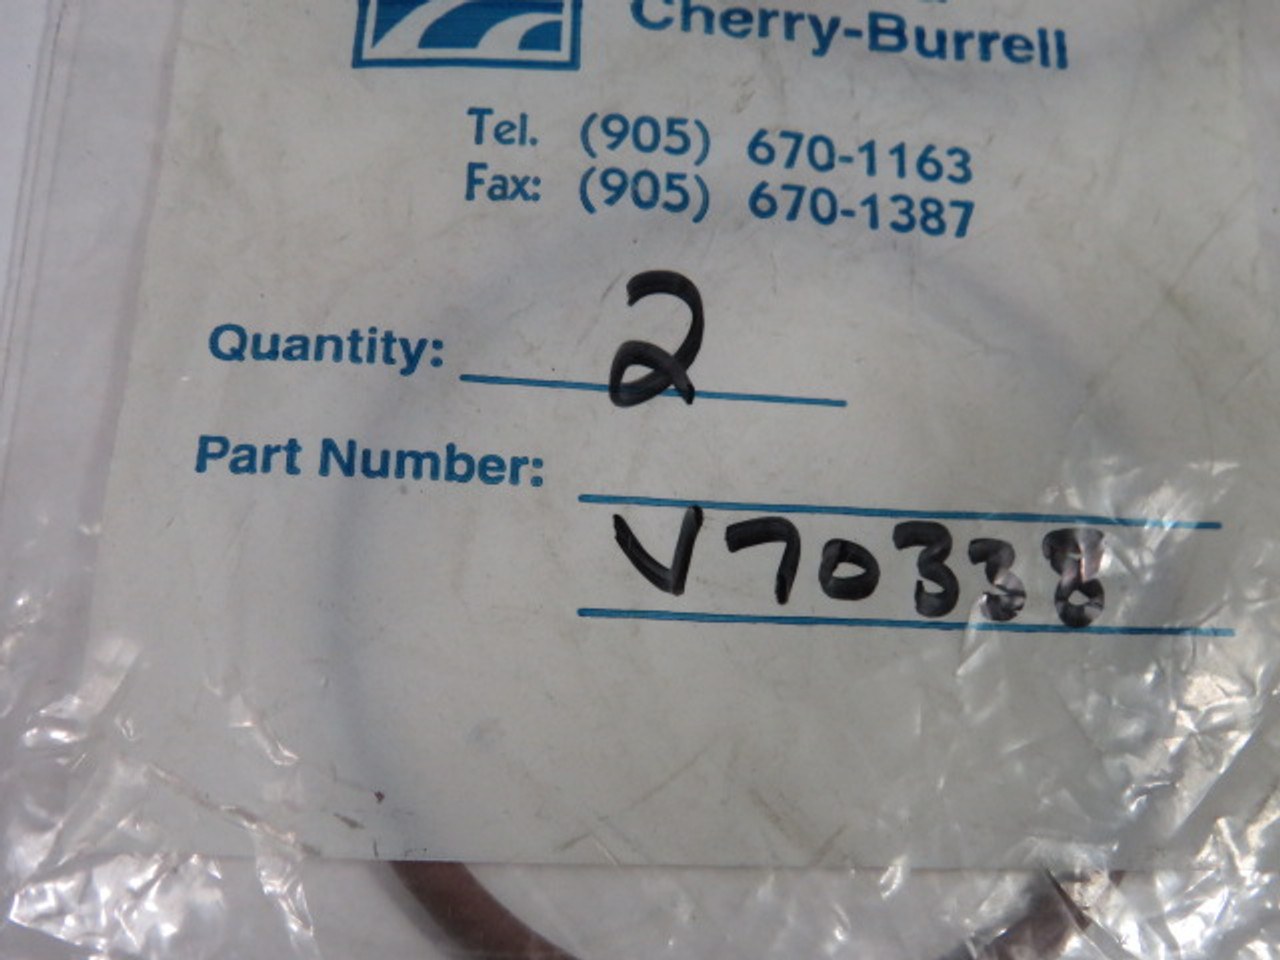 Cherry-Burrell
Tel. (905) 670-1163
Fax: (905) 670-1387
Quantity: 2
Part Number:
V70338